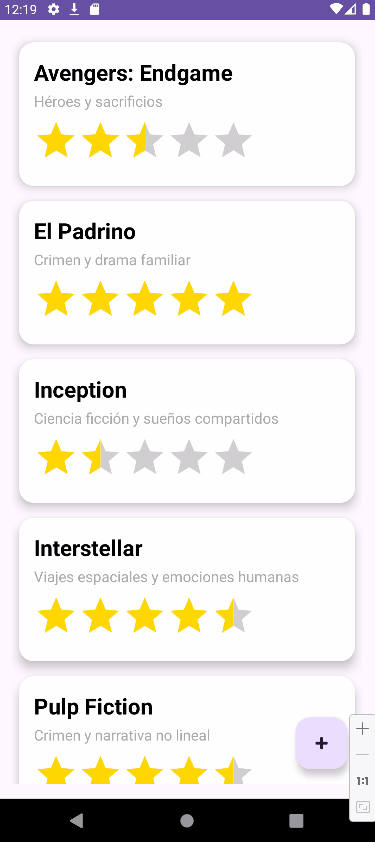 12:19
Avengers: Endgame
Héroes y sacrificios
El Padrino
Crimen y drama familiar
Inception
Ciencia ficción y sueños compartidos
Interstellar
Viajes espaciales y emociones humanas
Pulp Fiction
Crimen y narrativa no lineal
+
1:1